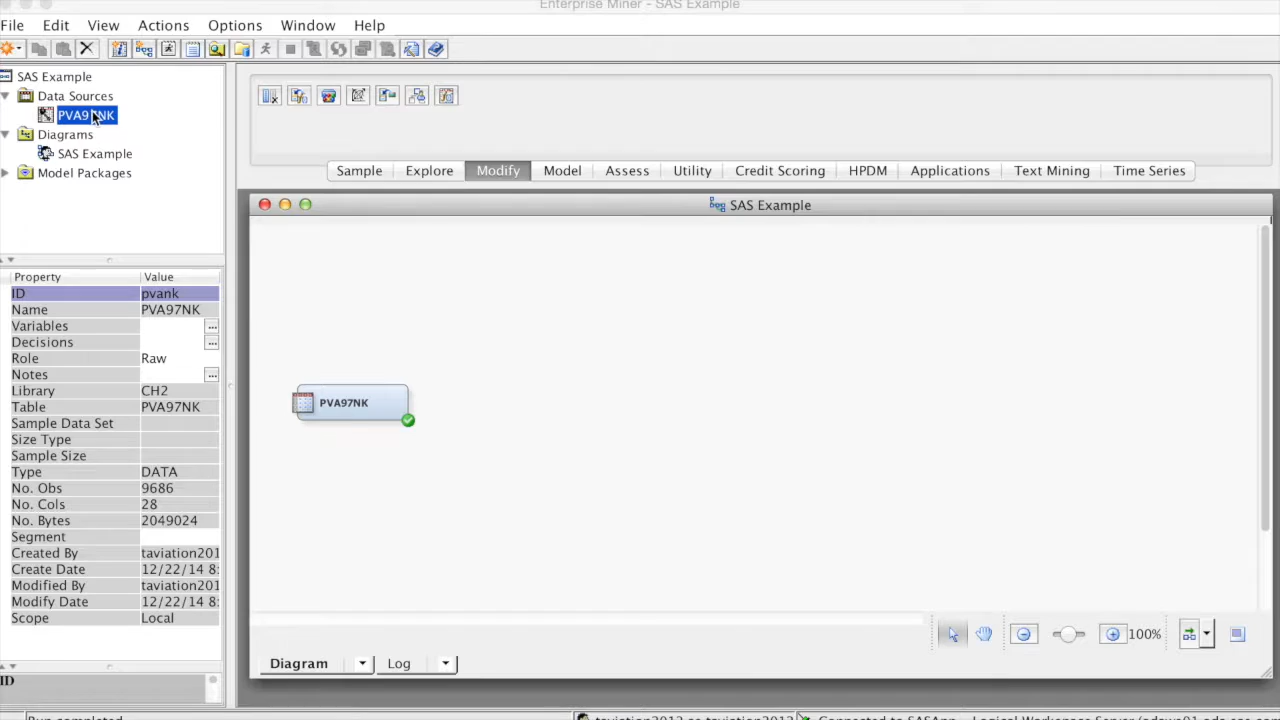 Enterprise Miner - SAS Example
File Edit View Actions Options Window Help
SAS Example
Data Sources
Diagrams
SAS Example
Model Packages
Sample Explore Modify Model Assess Utility Credit Scoring HPDM Applications Text Mining Time Series
SAS Example
Property Value
ID pvank
Name PVA97NK
Variables ...
Decisions ...
Role Raw
Notes ...
Library CH2
Table PVA97NK
Sample Data Set
Size Type
Sample Size
Type DATA
No. Obs 9686
No. Cols 28
No. Bytes 2049024
Segment
Created By taviation201
Create Date 12/22/14 8:
Modified By taviation201
Modify Date 12/22/14 8:
Scope Local
PVA97NK
100%
Diagram Log
ID
Run completed